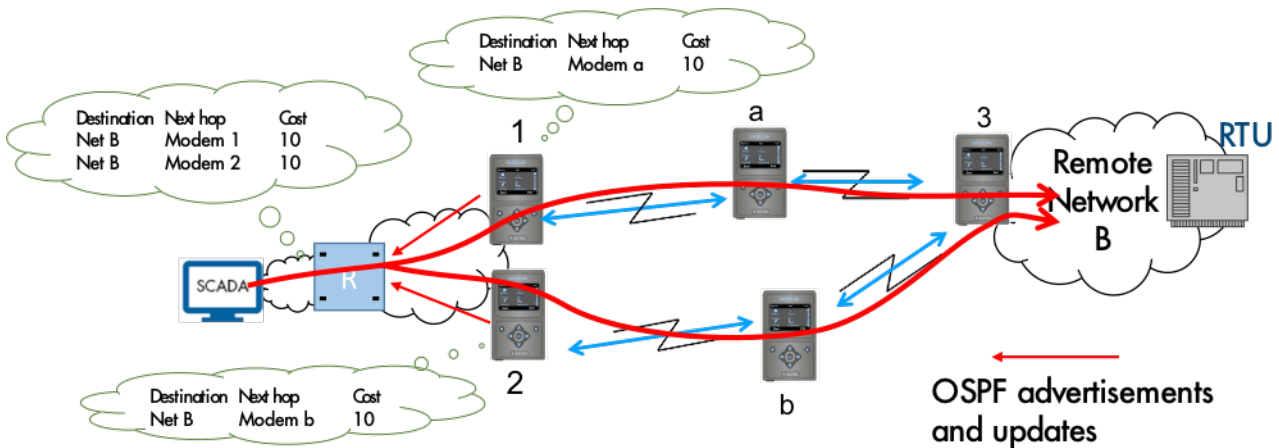 Destination Next hop Cost
Net B Modem a 10
Destination Next hop Cost
Net B Modem 1 10
Net B Modem 2 10
1
a
3
RTU
Remote
Network
B
SCADA
R
2
b
Destination Next hop Cost
Net B Modem b 10
OSPF advertisements
and updates